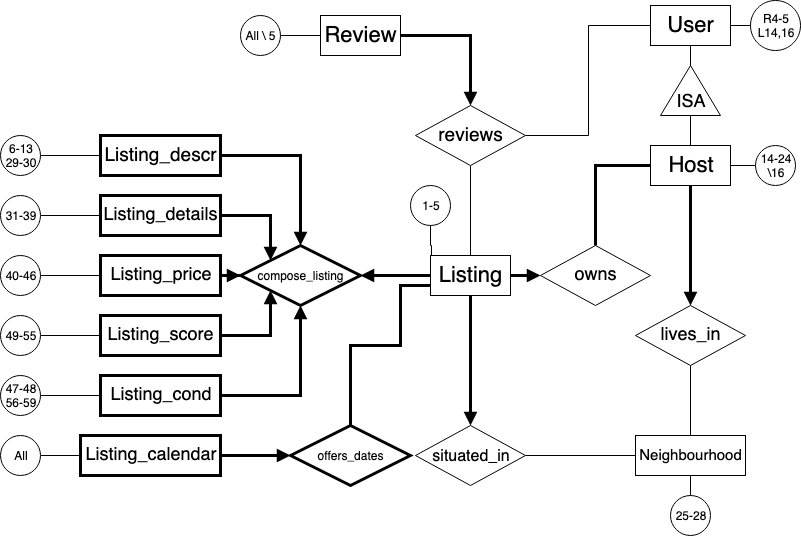 All \ 5
Review
User
R4-5
L14,16
ISA
reviews
6-13
29-30
Listing_descr
Host
14-24
\16
31-39
Listing_details
1-5
40-46
Listing_price
compose_listing
Listing
owns
49-55
Listing_score
lives_in
47-48
56-59
Listing_cond
All
Listing_calendar
offers_dates
situated_in
Neighbourhood
25-28